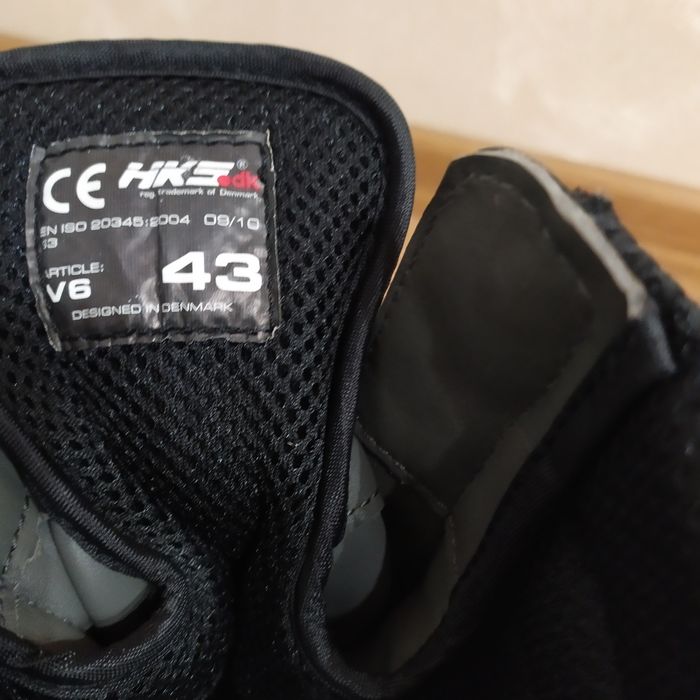 CE HKS.dk®
reg. trademark of Denmark
EN ISO 20345:2004 09/10
S3
ARTICLE:
V6 43
DESIGNED IN DENMARK